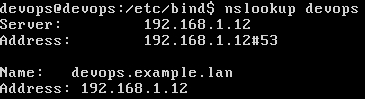 devops@devops:/etc/bind$ nslookup devops
Server:         192.168.1.12
Address:        192.168.1.12#53
Name:   devops.example.lan
Address: 192.168.1.12